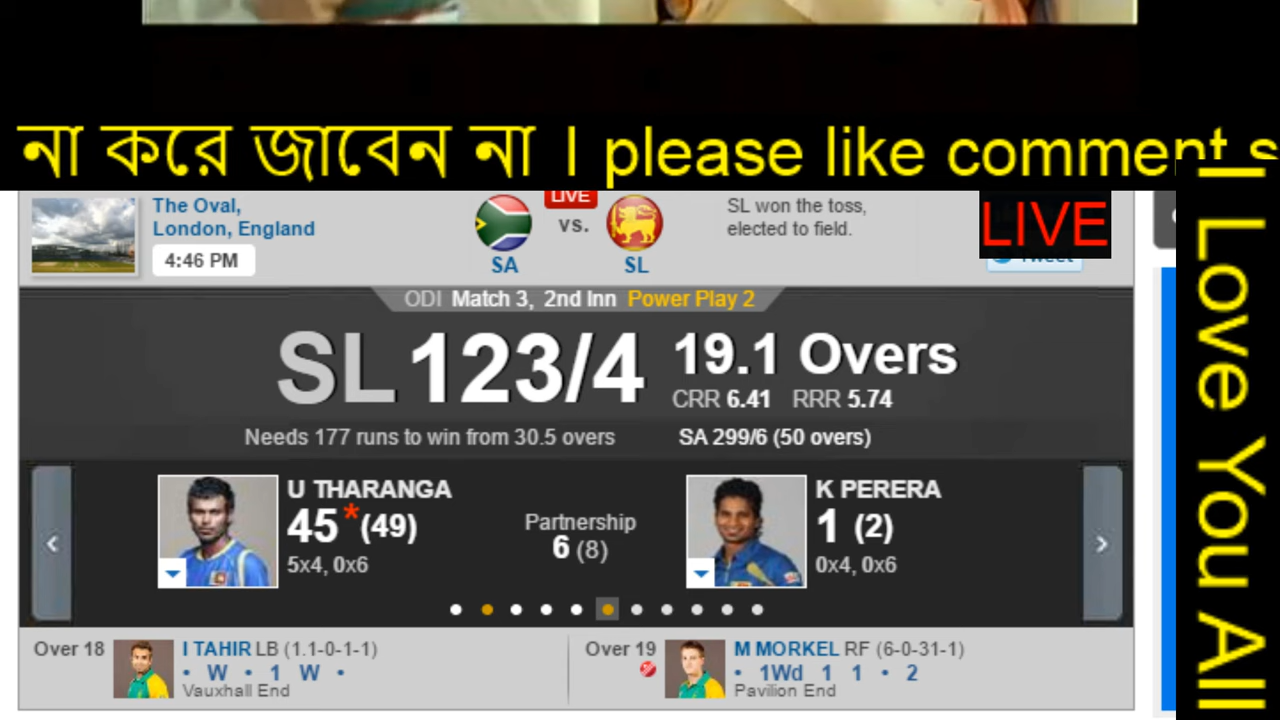 না করে জাবেন না । please like comment s
The Oval,
London, England
4:46 PM
LIVE
vs.
SA
SL
SL won the toss,
elected to field.
LIVE
Tweet
ODI Match 3, 2nd Inn Power Play 2
SL 123/4
19.1 Overs
CRR 6.41 RRR 5.74
Needs 177 runs to win from 30.5 overs
SA 299/6 (50 overs)
U THARANGA
45*(49)
5x4, 0x6
Partnership
6 (8)
K PERERA
1 (2)
0x4, 0x6
Over 18
I TAHIR LB (1.1-0-1-1)
• W • 1 W •
Vauxhall End
Over 19
M MORKEL RF (6-0-31-1)
• 1Wd 1 1 • 2
Pavilion End
I Love You All